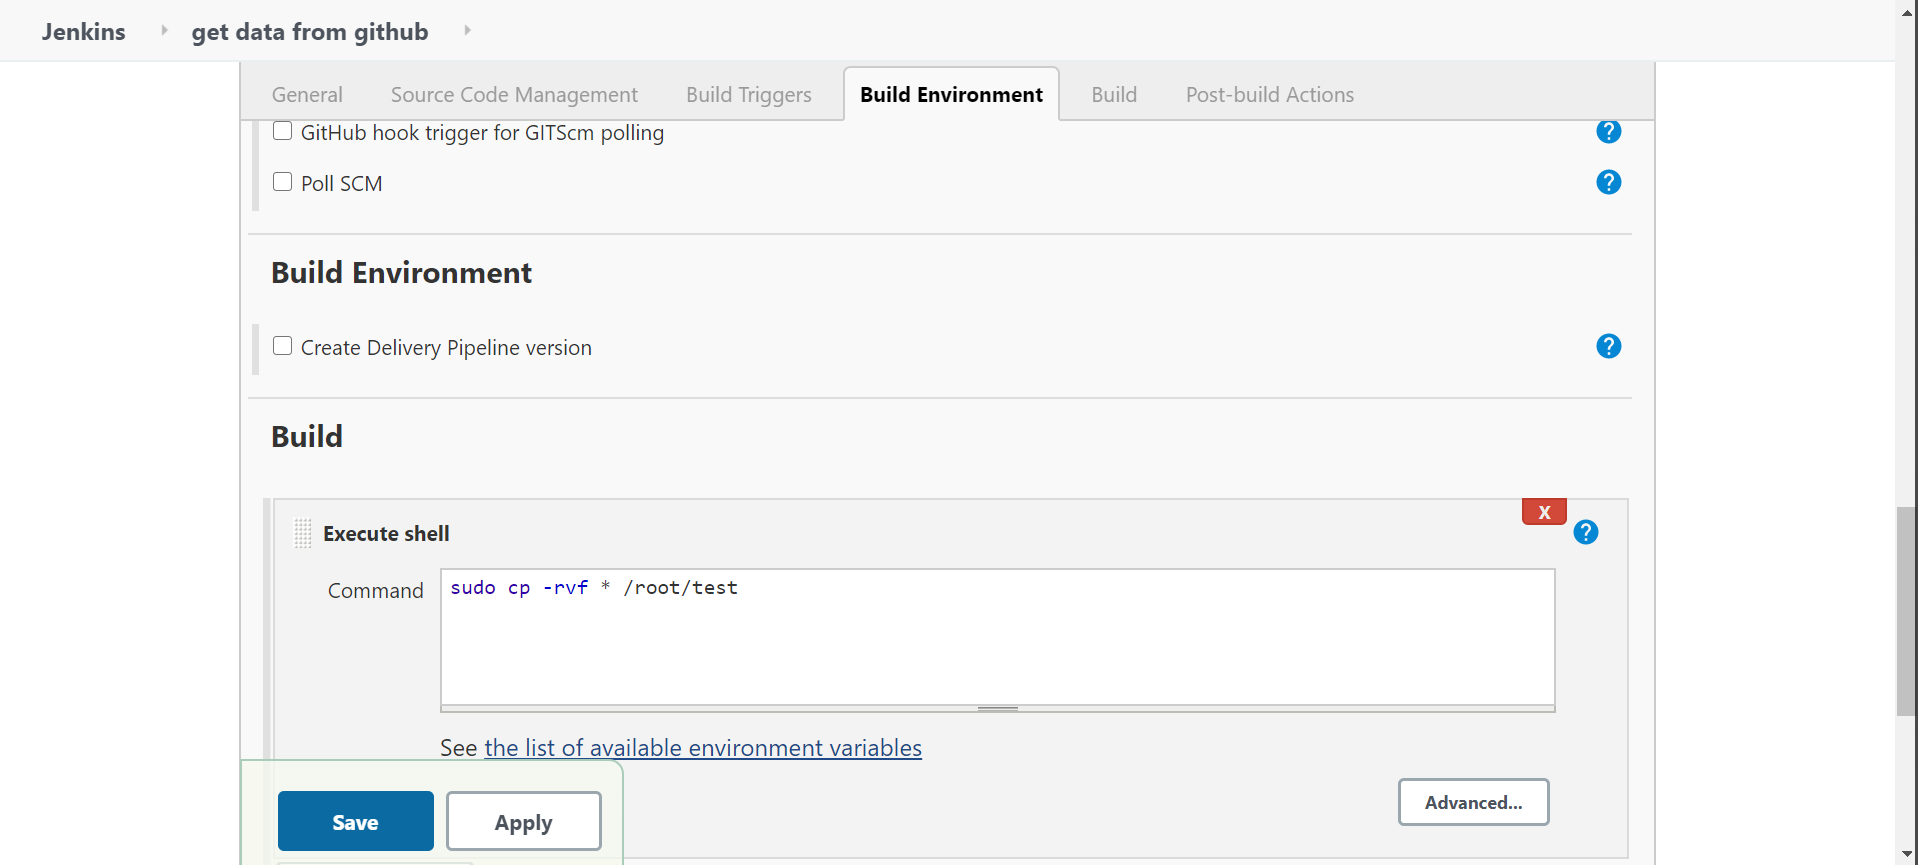 Jenkins get data from github
General Source Code Management Build Triggers Build Environment Build Post-build Actions
GitHub hook trigger for GITScm polling ?
Poll SCM ?
Build Environment
Create Delivery Pipeline version ?
Build
X
Execute shell ?
Command sudo cp -rvf * /root/test
See the list of available environment variables
Advanced...
Save Apply